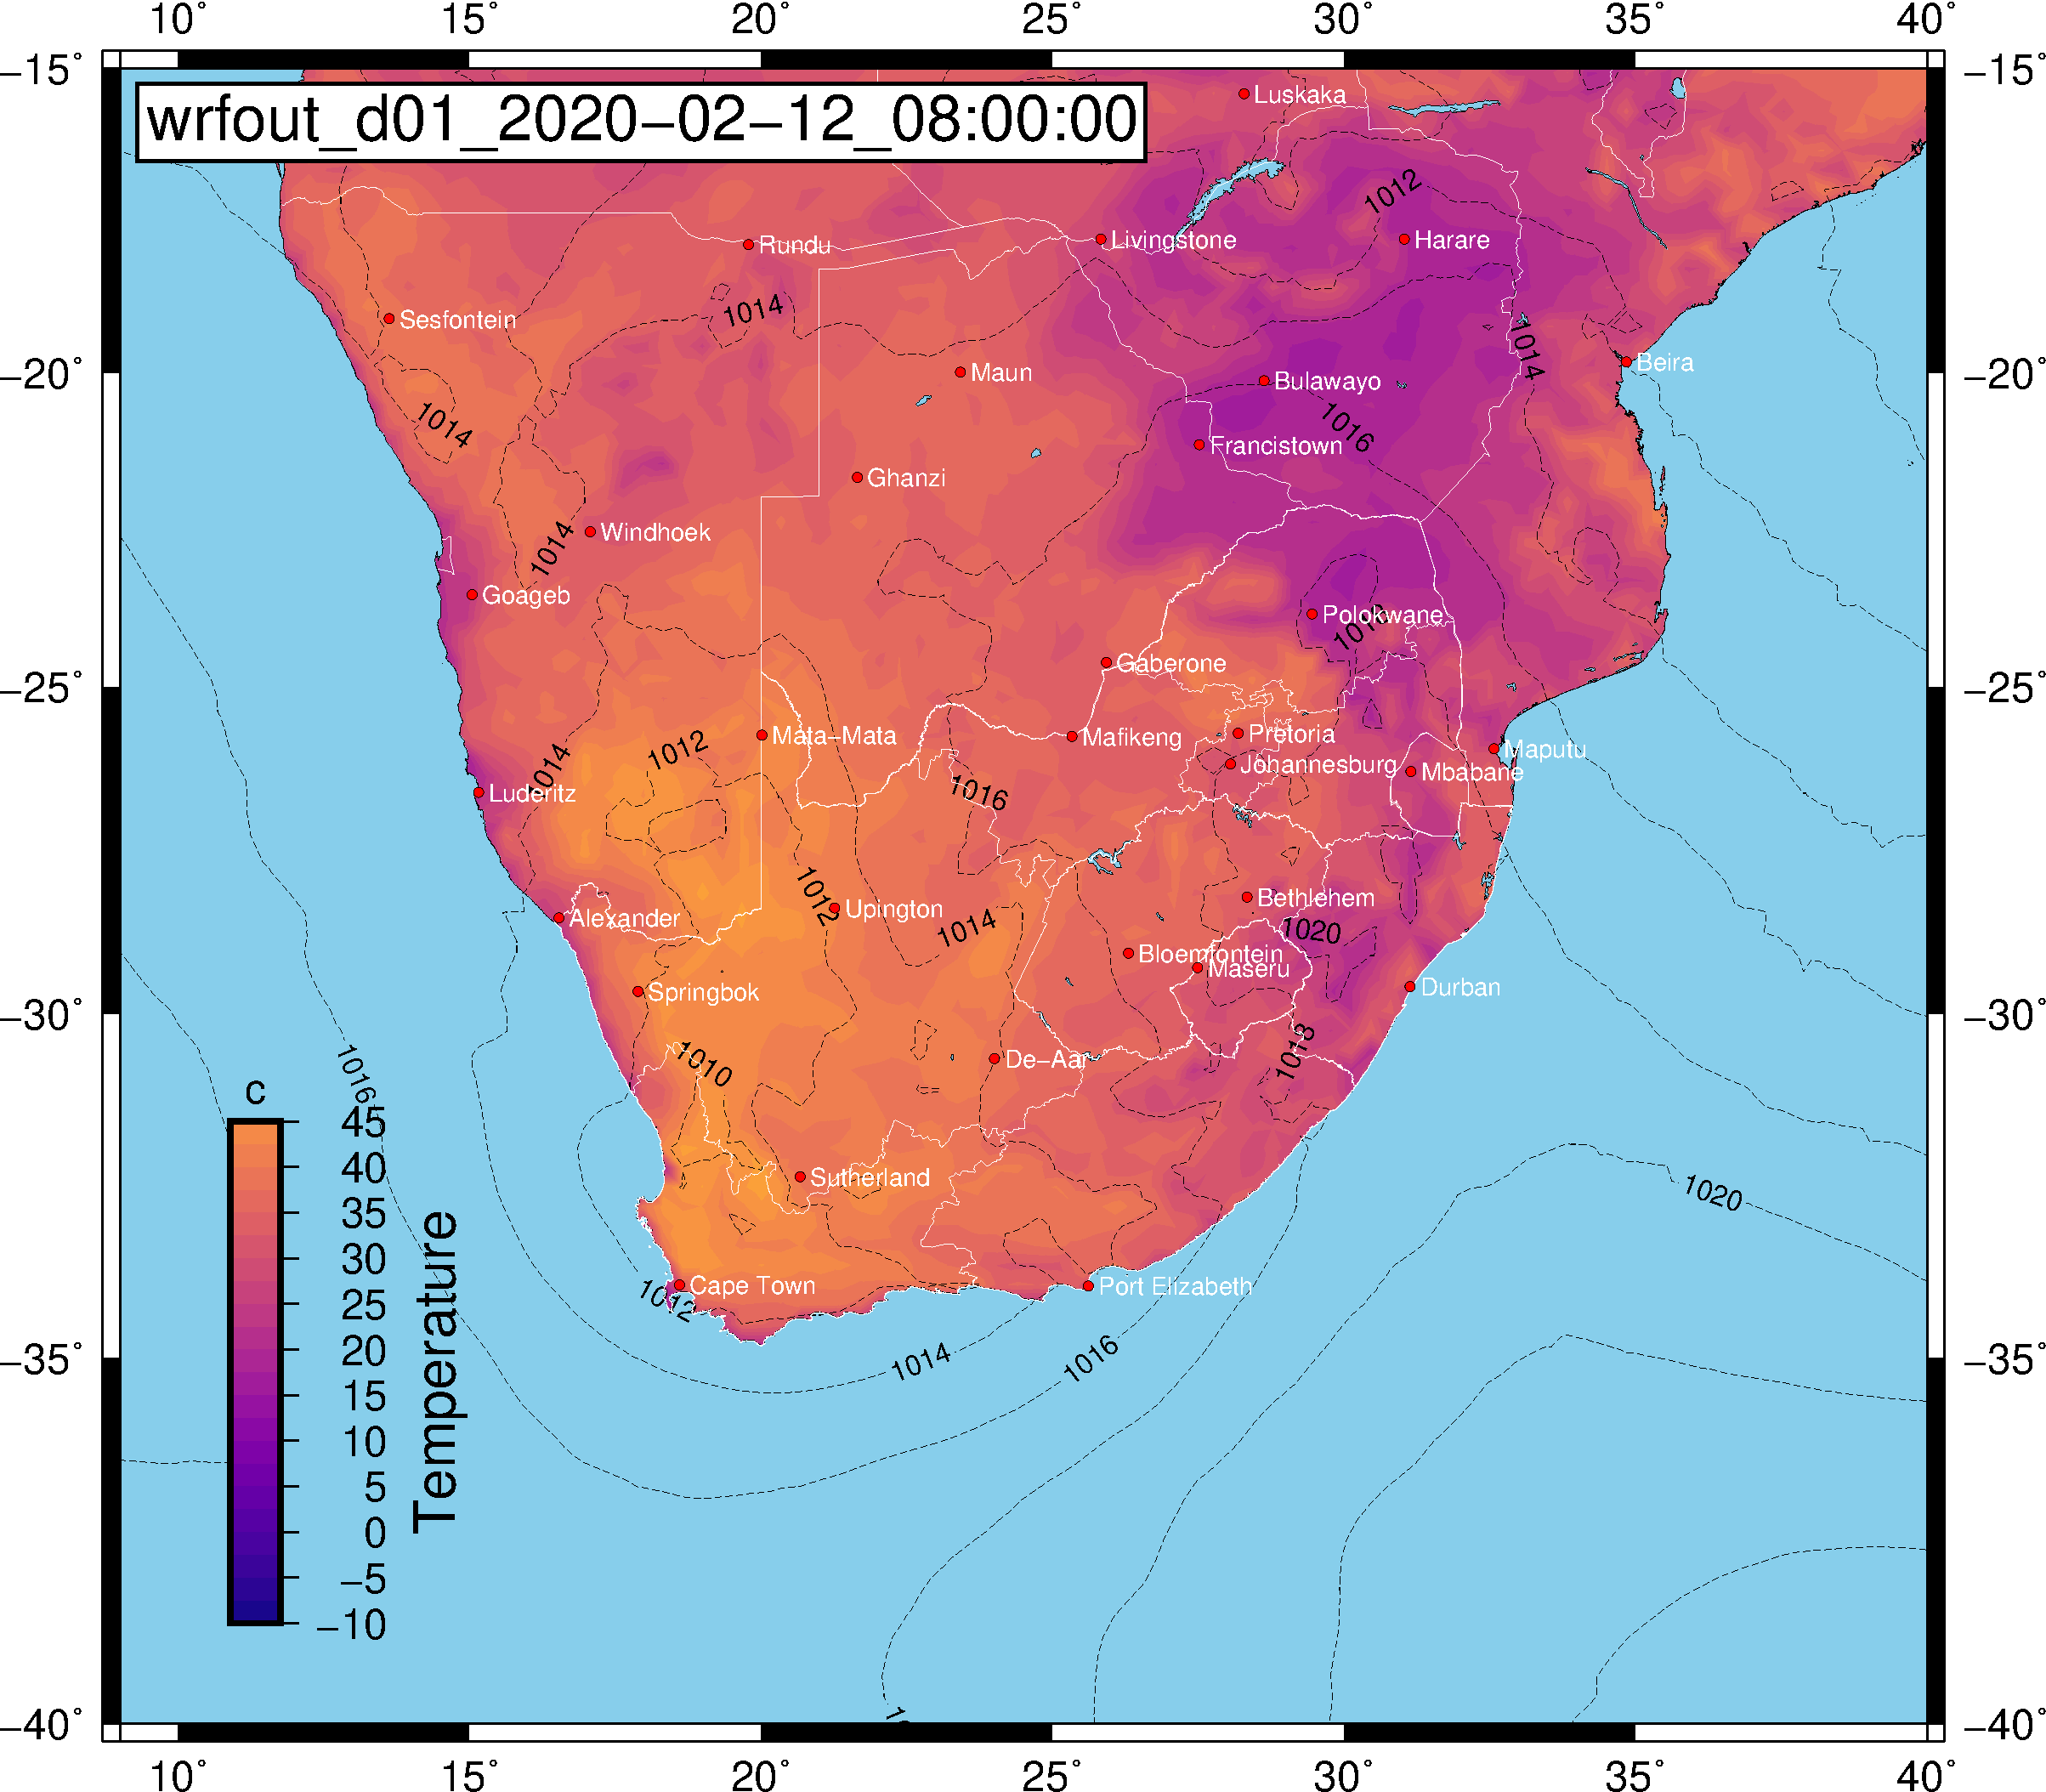 10° 15° 20° 25° 30° 35° 40°
−15° −15°
wrfout_d01_2020−02−12_08:00:00
Luskaka
1012
Rundu
Livingstone
Harare
1014
Sesfontein
1014
Beira
Maun
Bulawayo
1014
1016
Francistown
−20° −20°
Ghanzi
1014
Windhoek
Goageb
Polokwane
Gaberone
−25° −25°
1012
1014
Mata−Mata
Mafikeng
Pretoria
Johannesburg
Maputu
Mbabane
1016
Luderitz
1012
Bethlehem
Upington
Alexander
1014
1020
Bloemfontein
Maseru
Springbok
Durban
−30° −30°
1010
De−Aar
1013
1016
Sutherland
1020
Cape Town
Port Elizabeth
1012
1014
1016
−35° −35°
c
45
40
35
30
25
20
15
10
5
0
−5
−10
Temperature
−40° −40°
10° 15° 20° 25° 30° 35° 40°